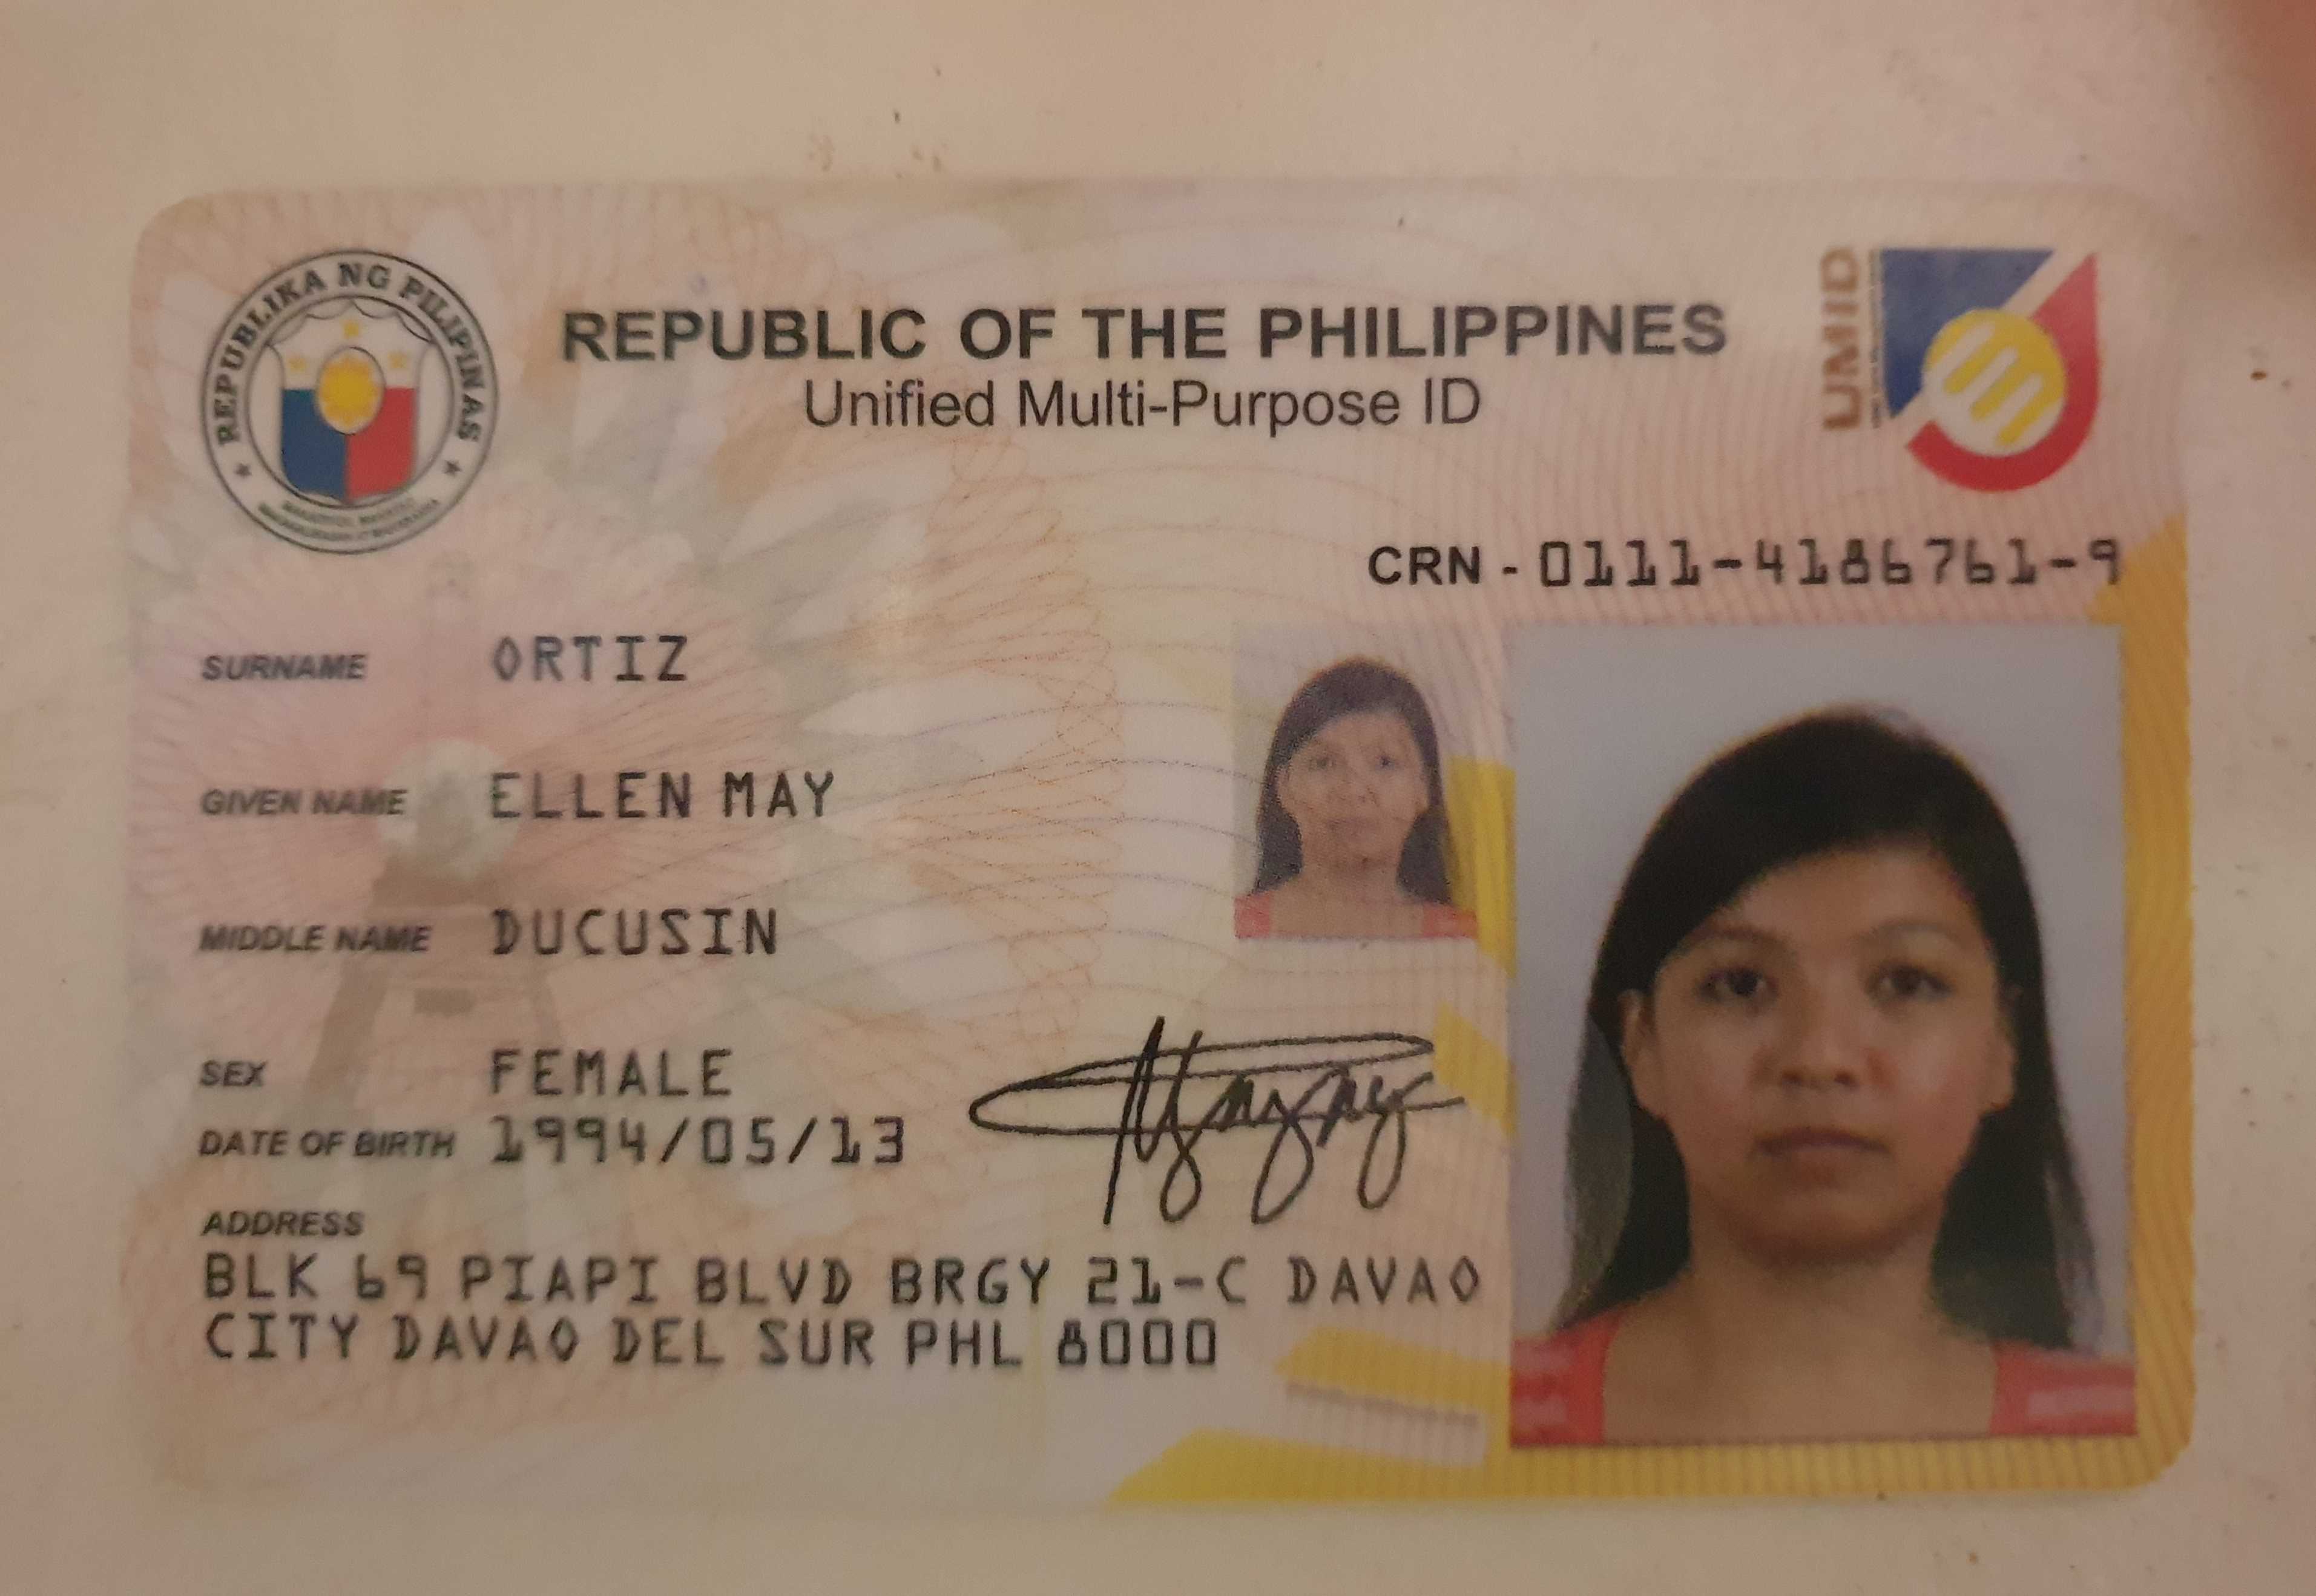 REPUBLIKA NG PILIPINAS
REPUBLIC OF THE PHILIPPINES
Unified Multi-Purpose ID
UMID
CRN - 0111-4186761-9
SURNAME ORTIZ
GIVEN NAME ELLEN MAY
MIDDLE NAME DUCUSIN
SEX FEMALE
DATE OF BIRTH 1994/05/13
ADDRESS
BLK 69 PIAPI BLVD BRGY 21-C DAVAO
CITY DAVAO DEL SUR PHL 8000